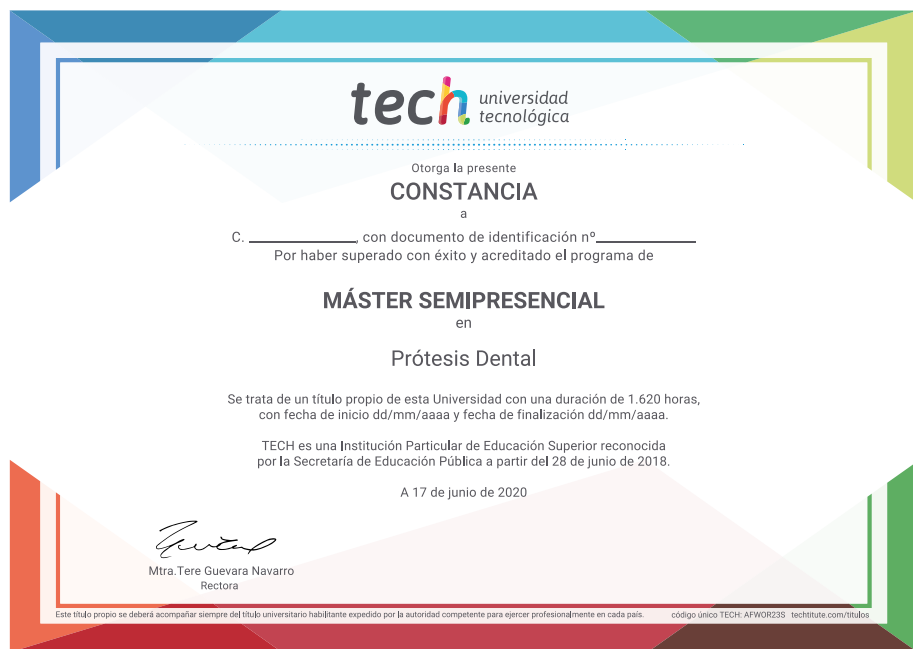 tech universidad
tecnológica
Otorga la presente
CONSTANCIA
a
C. ____________, con documento de identificación nº____________
Por haber superado con éxito y acreditado el programa de
MÁSTER SEMIPRESENCIAL
en
Prótesis Dental
Se trata de un título propio de esta Universidad con una duración de 1.620 horas,
con fecha de inicio dd/mm/aaaa y fecha de finalización dd/mm/aaaa.
TECH es una Institución Particular de Educación Superior reconocida
por la Secretaría de Educación Pública a partir del 28 de junio de 2018.
A 17 de junio de 2020
Mtra.Tere Guevara Navarro
Rectora
Este título propio se deberá acompañar siempre del título universitario habilitante expedido por la autoridad competente para ejercer profesionalmente en cada país. código único TECH: AFWOR23S techtitute.com/titulos